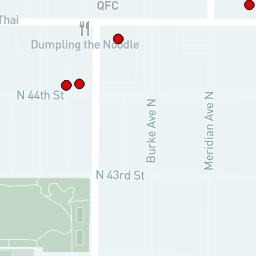 QFC
Thai
Dumpling the Noodle
N 44th St
Burke Ave N
Meridian Ave N
N 43rd St